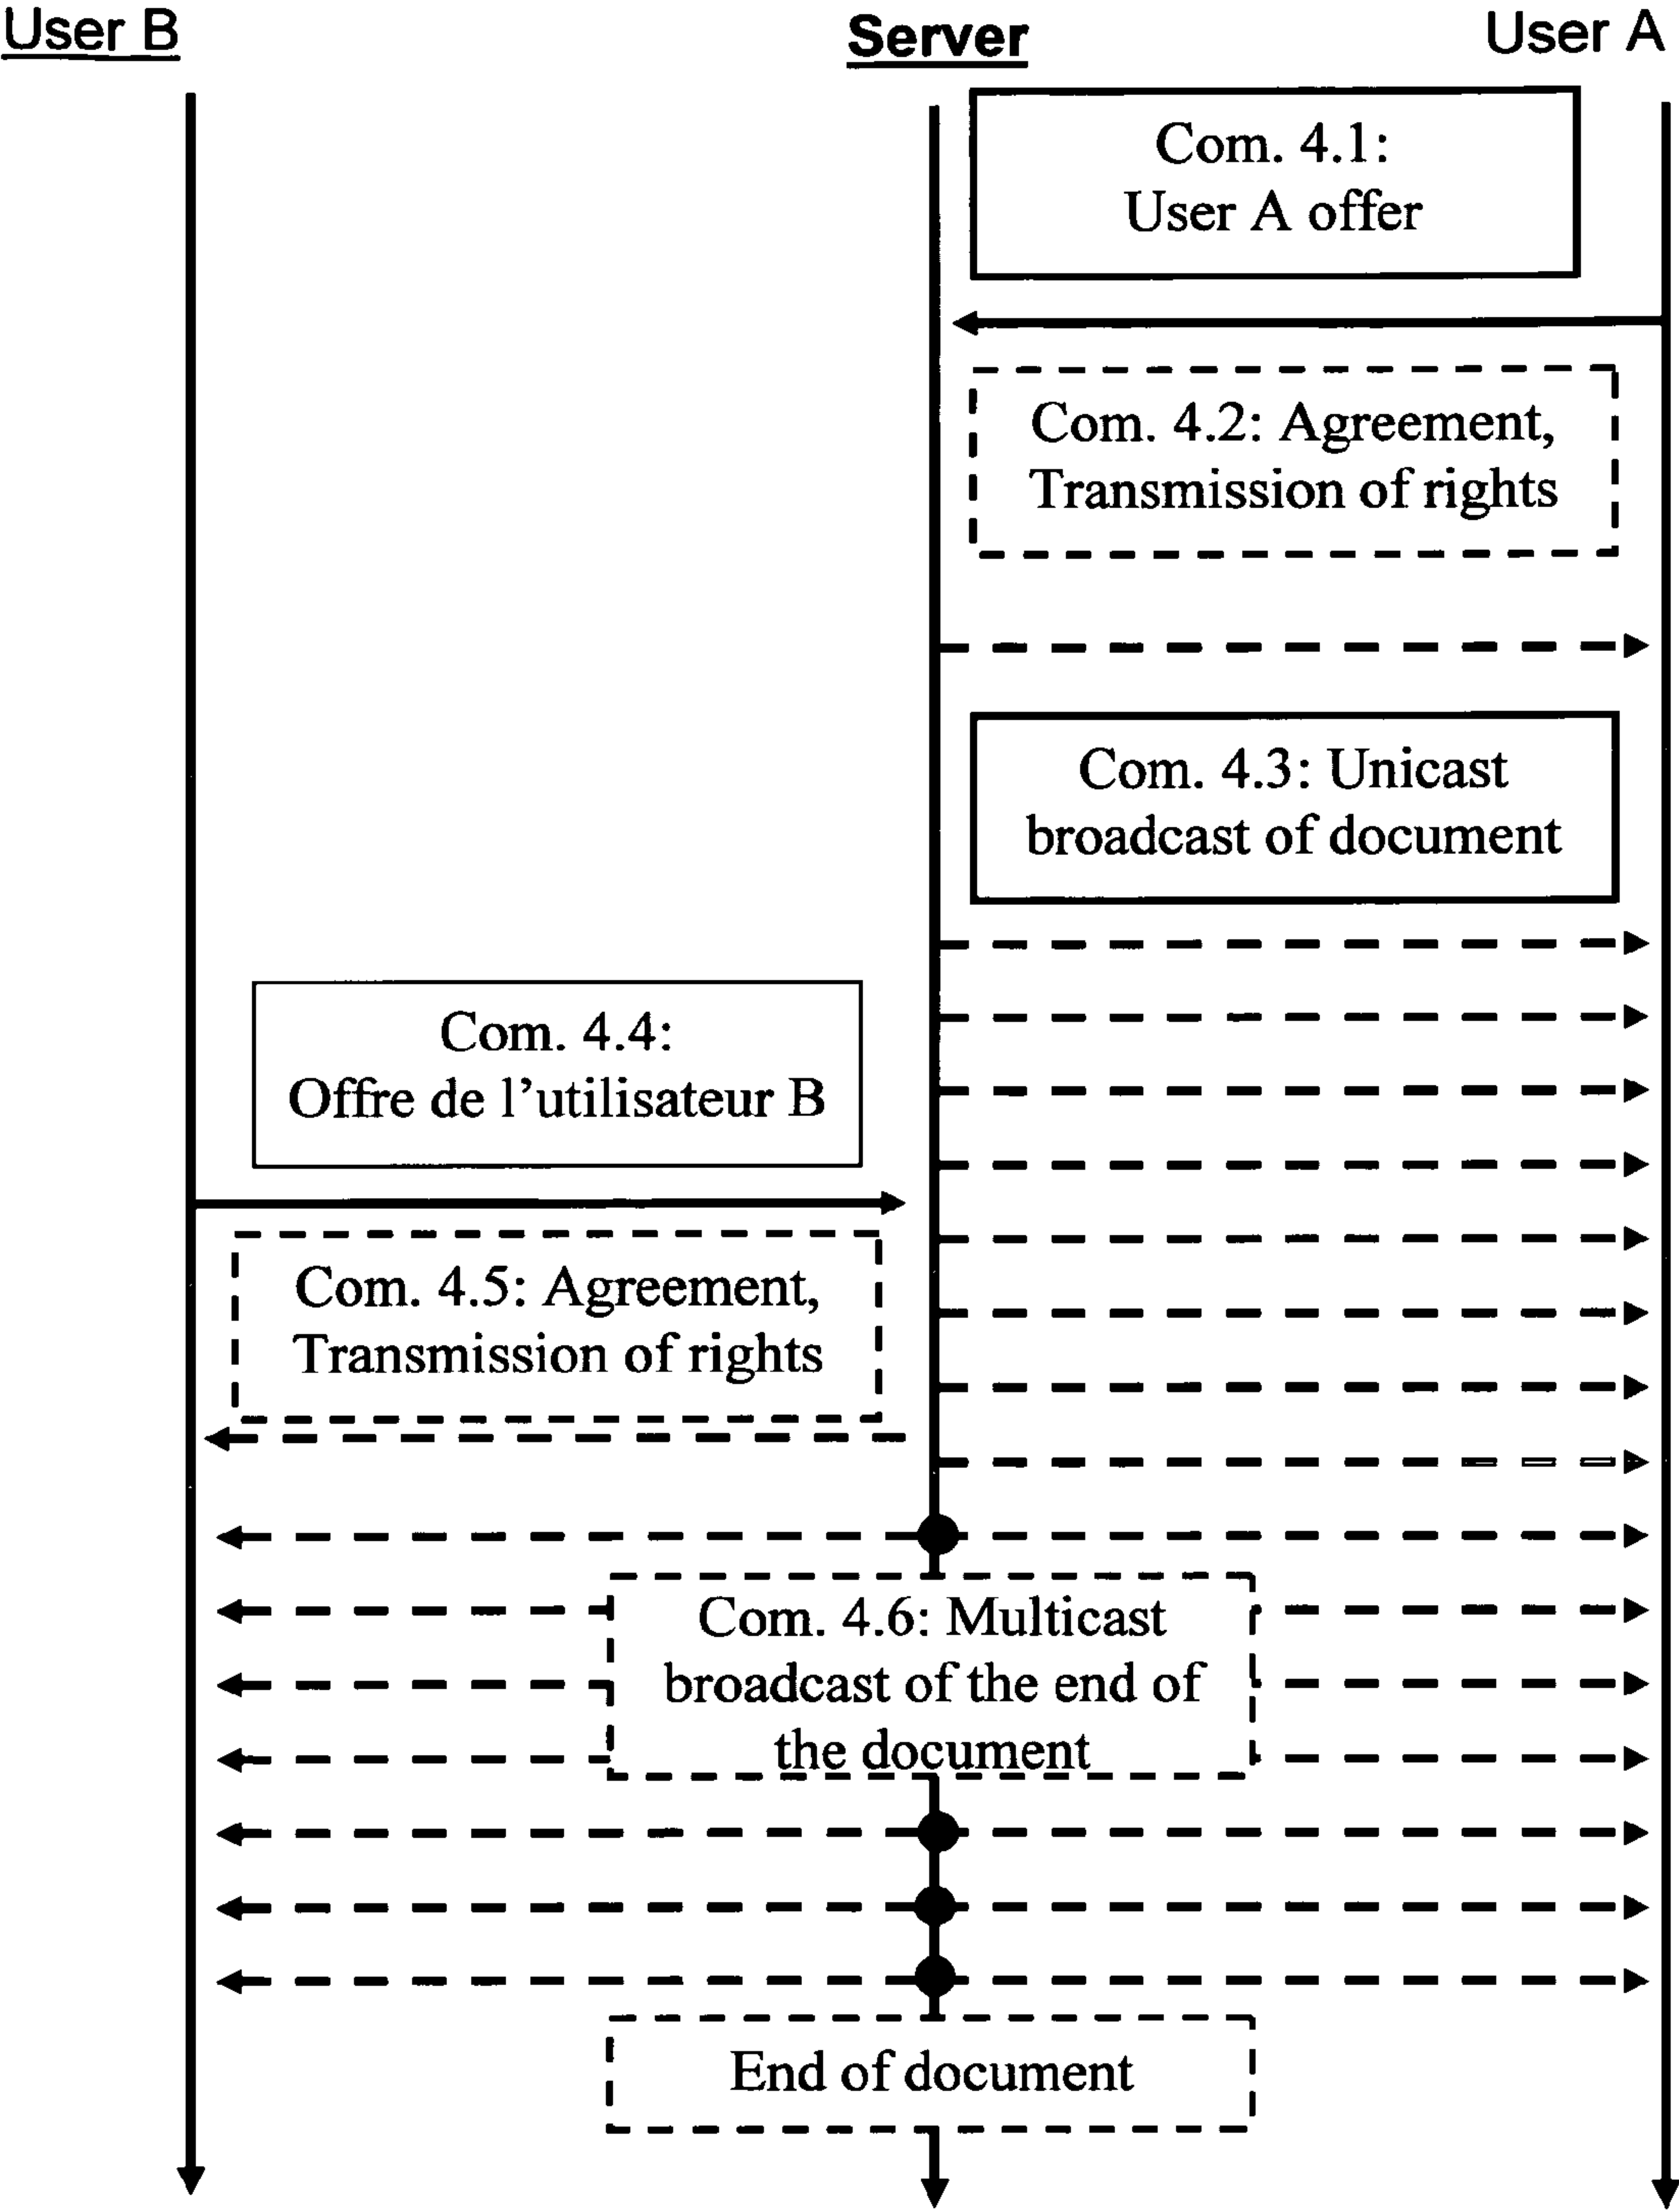 User B
Server
User A
Com. 4.1:
User A offer
Com. 4.2: Agreement,
Transmission of rights
Com. 4.3: Unicast
broadcast of document
Com. 4.4:
Offre de l’utilisateur B
Com. 4.5: Agreement,
Transmission of rights
Com. 4.6: Multicast
broadcast of the end of
the document
End of document